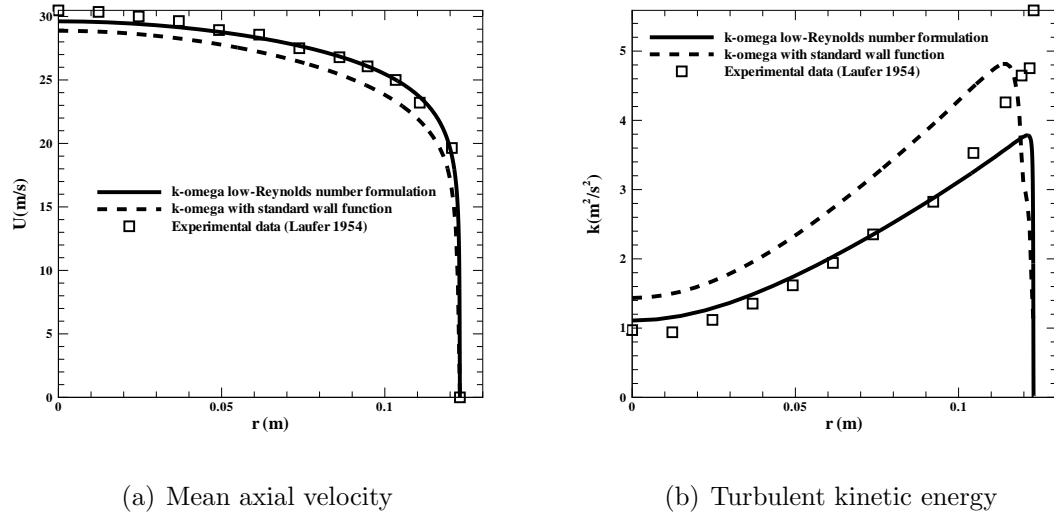 U(m/s)
30
25
20
15
10
5
0
k-omega low-Reynolds number formulation
k-omega with standard wall function
Experimental data (Laufer 1954)
0
0.05
0.1
r (m)
(a) Mean axial velocity
k(m²/s²)
5
4
3
2
1
0
k-omega low-Reynolds number formulation
k-omega with standard wall function
Experimental data (Laufer 1954)
0
0.05
0.1
r (m)
(b) Turbulent kinetic energy